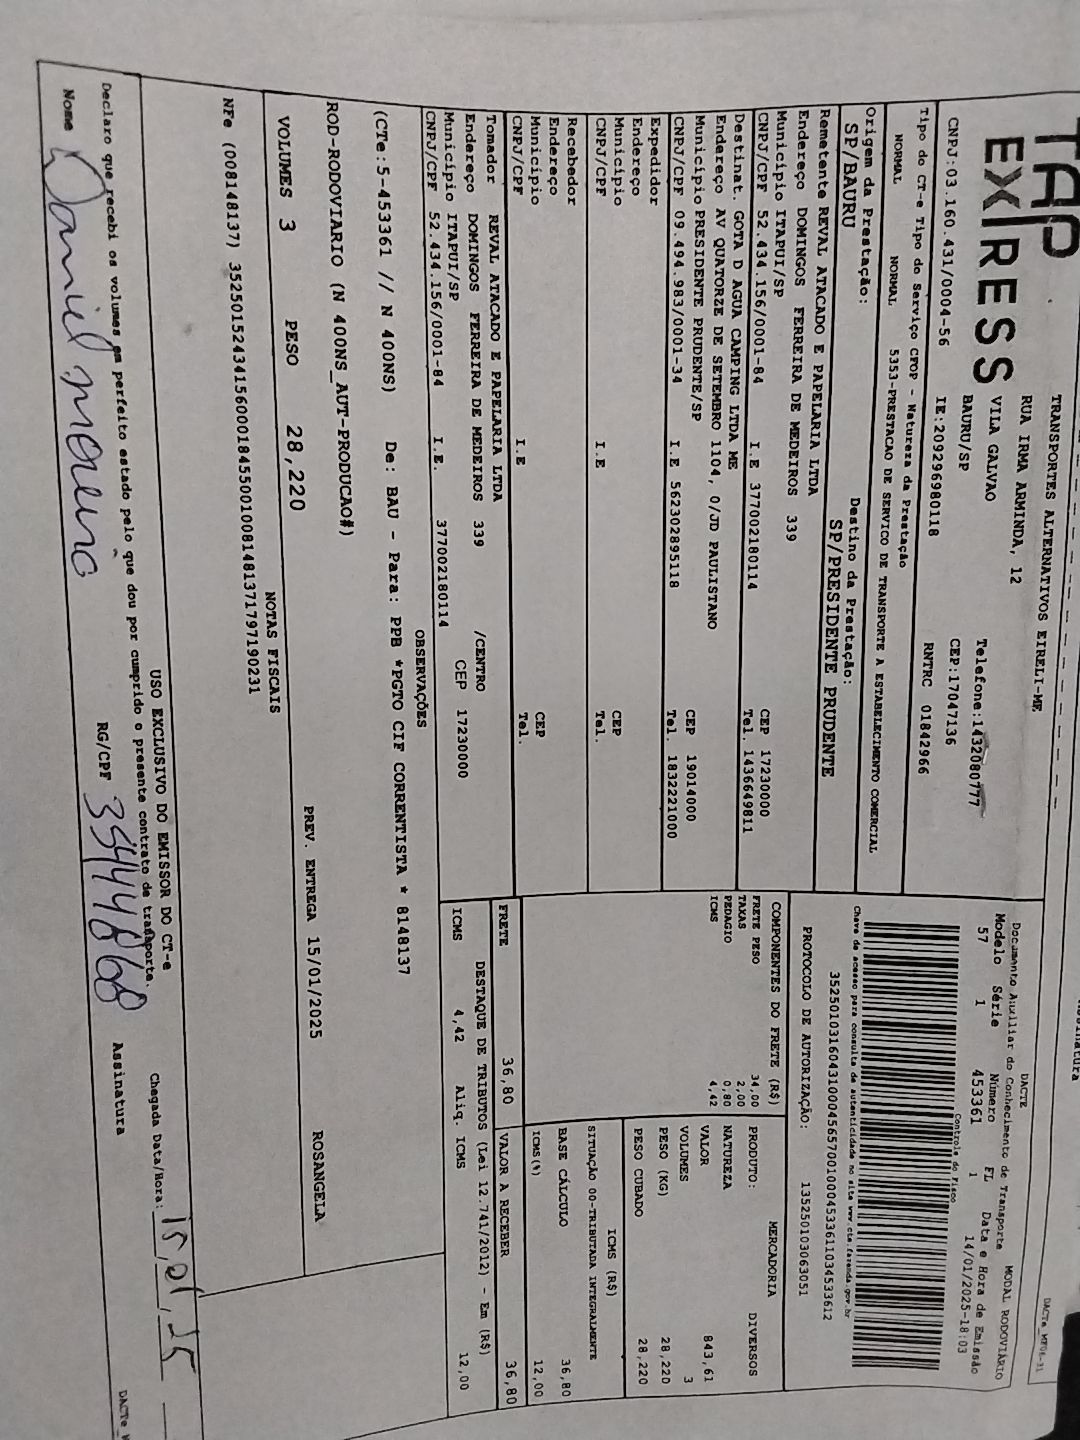 TAP EXPRESS
TRANSPORTES ALTERNATIVOS EIRELI-ME
RUA IRMA ARMINDA, 12
VILA GALVAO
BAURU/SP
Telefone:1432080777
CEP:17047136
CNPJ:03.160.431/0004-56 IE:209296980118 RNTRC 01842966
Tipo do CT-e Tipo do Serviço CFOP - Natureza da Prestação
NORMAL NORMAL 5353-PRESTACAO DE SERVICO DE TRANSPORTE A ESTABELECIMENTO COMERCIAL
Origem da Prestação: Destino da Prestação:
SP/BAURU SP/PRESIDENTE PRUDENTE
Remetente REVAL ATACADO E PAPELARIA LTDA
Endereço DOMINGOS FERREIRA DE MEDEIROS 339
Município ITAPUI/SP CEP 17230000
CNPJ/CPF 52.434.156/0001-84 I.E 377002180114 Tel. 1436649811
Destinat. GOTA D AGUA CAMPING LTDA ME
Endereço AV QUATORZE DE SETEMBRO 1104, 0/JD PAULISTANO
Município PRESIDENTE PRUDENTE/SP CEP 19014000
CNPJ/CPF 09.494.983/0001-34 I.E 562302895118 Tel. 1832221000
Expedidor
Endereço
Município CEP
CNPJ/CPF I.E Tel.
Recebedor
Endereço
Município CEP
CNPJ/CPF I.E Tel.
Tomador REVAL ATACADO E PAPELARIA LTDA
Endereço DOMINGOS FERREIRA DE MEDEIROS 339 /CENTRO
Município ITAPUI/SP CEP 17230000
CNPJ/CPF 52.434.156/0001-84 I.E. 377002180114
DACTe_MF06-31
DACTE
Documento Auxiliar do Conhecimento de Transporte MODAL RODOVIÁRIO
Modelo Série Número FL Data e Hora de Emissão
57 1 453361 1 14/01/2025-18:03
Controle do Fisco
Chave de acesso para consulta de autenticidade no site www.cte.fazenda.gov.br
35250103160431000456570010004533611034533612
PROTOCOLO DE AUTORIZAÇÃO: 135250103063051
COMPONENTES DO FRETE (R$)
FRETE PESO 34,00
TAXAS 2,00
PEDAGIO 0,80
ICMS 4,42
MERCADORIA
PRODUTO: DIVERSOS
NATUREZA
VALOR 843,61
VOLUMES 3
PESO (KG) 28,220
PESO CUBADO 28,220
ICMS (R$)
SITUAÇÃO 00-TRIBUTADA INTEGRALMENTE
BASE CÁLCULO 36,80
ICMS(%) 12,00
FRETE 36,80 VALOR A RECEBER 36,80
DESTAQUE DE TRIBUTOS (Lei 12.741/2012) - Em (R$)
ICMS 4,42 Aliq. ICMS 12,00
OBSERVAÇÕES
(CTe:5-453361 // N 400NS) De: BAU - Para: PPB *PGTO CIF CORRENTISTA * 8148137
ROD-RODOVIARIO (N 400NS_AUT-PRODUCAO#)
VOLUMES 3 PESO 28,220 PREV. ENTREGA 15/01/2025 ROSANGELA
NOTAS FISCAIS
NFe (008148137) 35250152434156000184550010081481371797190231
USO EXCLUSIVO DO EMISSOR DO CT-e
Declaro que recebi os volumes em perfeito estado pelo que dou por cumprido o presente contrato de transporte. Chegada Data/Hora: 15, 01, 25
Nome Daniel RG/CPF Assinatura